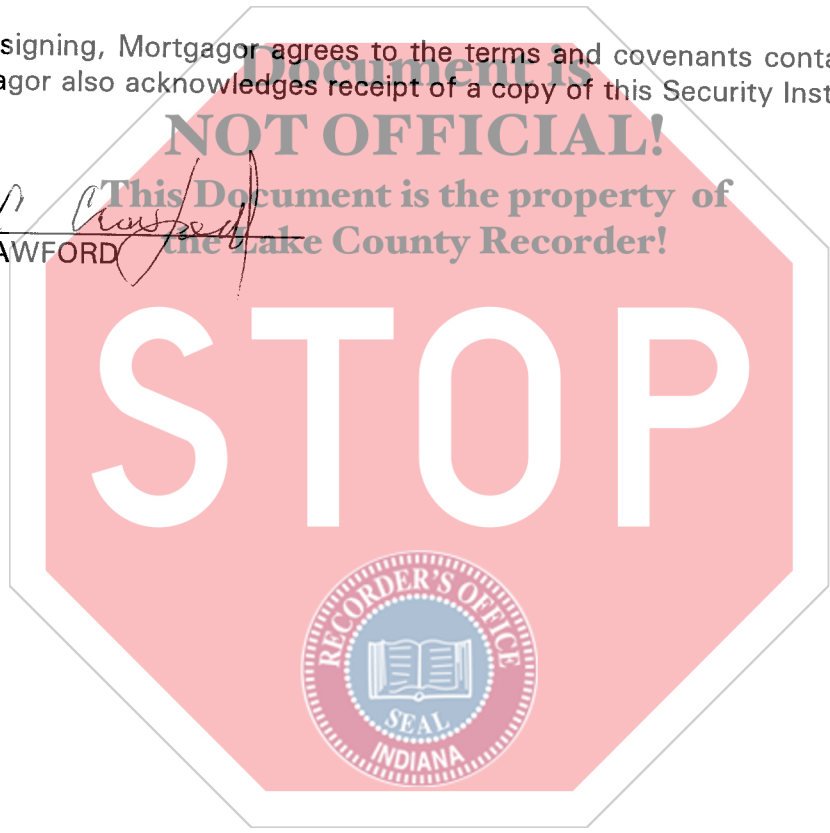 signing, Mortgagor agrees to the terms and covenants conta
agor also acknowledges receipt of a copy of this Security Inst
Document is
NOT OFFICIAL!
This Document is the property of
the Lake County Recorder!
C Crawford
AWFORD
STOP
RECORDER'S OFFICE
SEAL
INDIANA